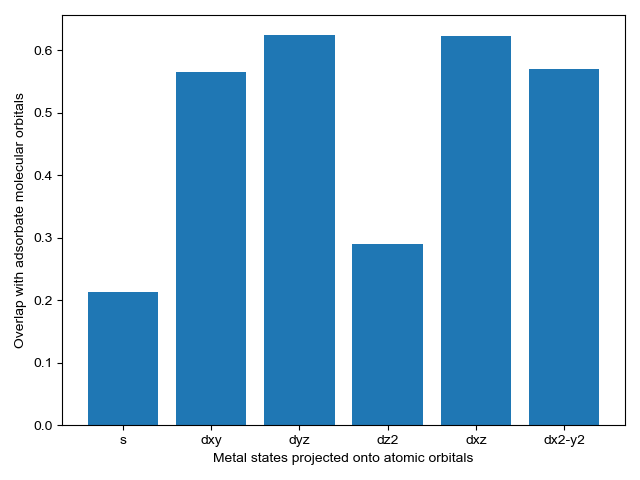 Overlap with adsorbate molecular orbitals
0.6
0.5
0.4
0.3
0.2
0.1
0.0
s dxy dyz dz2 dxz dx2-y2
Metal states projected onto atomic orbitals